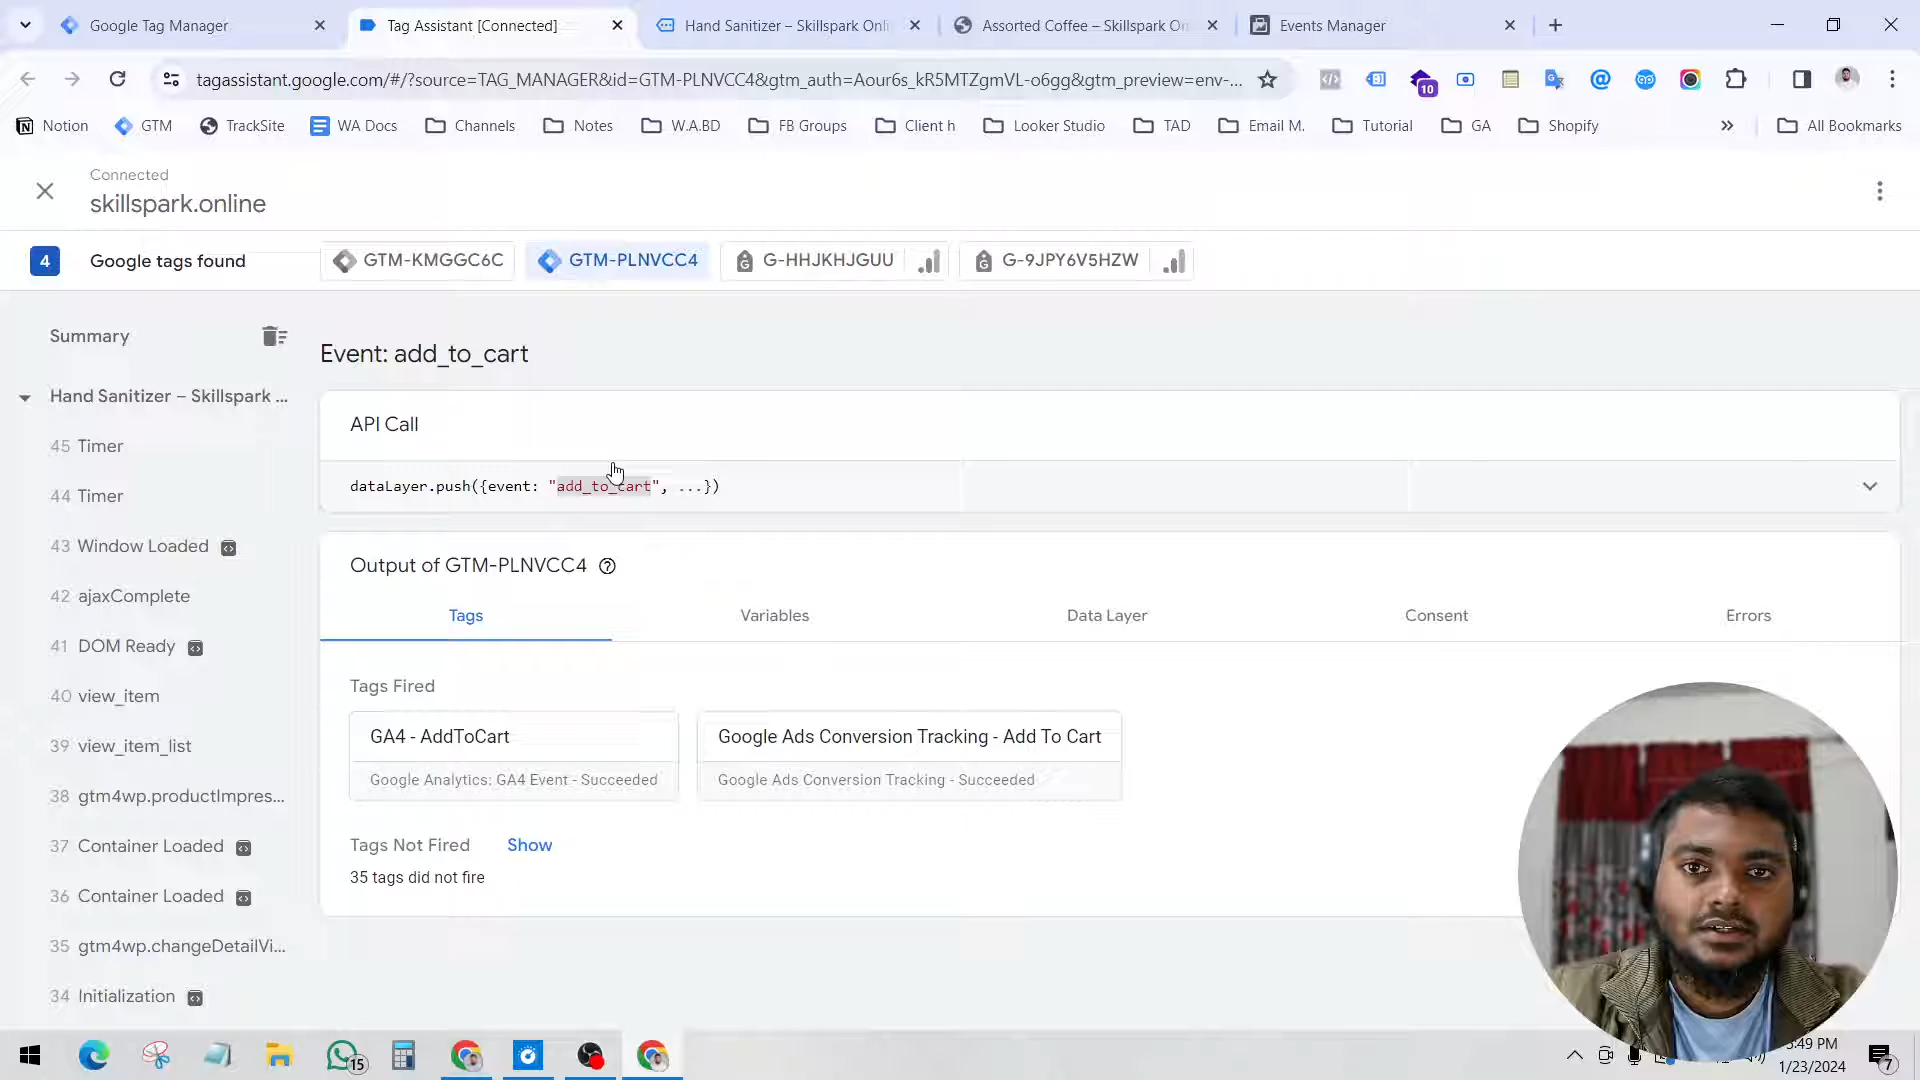 Google Tag Manager
Tag Assistant [Connected]
Hand Sanitizer – Skillspark Onli
Assorted Coffee – Skillspark On
Events Manager
tagassistant.google.com/#/?source=TAG_MANAGER&id=GTM-PLNVCC4&gtm_auth=Aour6s_kR5MTZgmVL-o6gg&gtm_preview=env-...
10
Notion
GTM
TrackSite
WA Docs
Channels
Notes
W.A.BD
FB Groups
Client h
Looker Studio
TAD
Email M.
Tutorial
GA
Shopify
All Bookmarks
Connected
skillspark.online
4 Google tags found
GTM-KMGGC6C
GTM-PLNVCC4
G-HHJKHJGUU
G-9JPY6V5HZW
Summary
Hand Sanitizer – Skillspark ...
45 Timer
44 Timer
43 Window Loaded
42 ajaxComplete
41 DOM Ready
40 view_item
39 view_item_list
38 gtm4wp.productImpres...
37 Container Loaded
36 Container Loaded
35 gtm4wp.changeDetailVi...
34 Initialization
Event: add_to_cart
API Call
dataLayer.push({event: "add_to_cart", ...})
Output of GTM-PLNVCC4
Tags
Variables
Data Layer
Consent
Errors
Tags Fired
GA4 - AddToCart
Google Analytics: GA4 Event - Succeeded
Google Ads Conversion Tracking - Add To Cart
Google Ads Conversion Tracking - Succeeded
Tags Not Fired Show
35 tags did not fire
15
:49 PM
1/23/2024
7